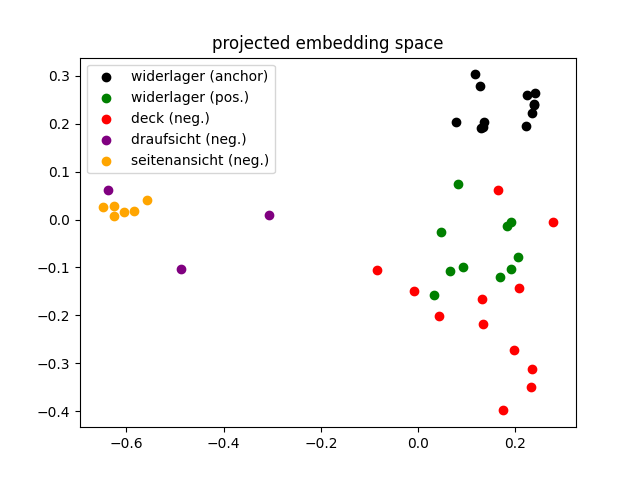 projected embedding space
widerlager (anchor)
widerlager (pos.)
deck (neg.)
draufsicht (neg.)
seitenansicht (neg.)
0.3
0.2
0.1
0.0
−0.1
−0.2
−0.3
−0.4
−0.6
−0.4
−0.2
0.0
0.2